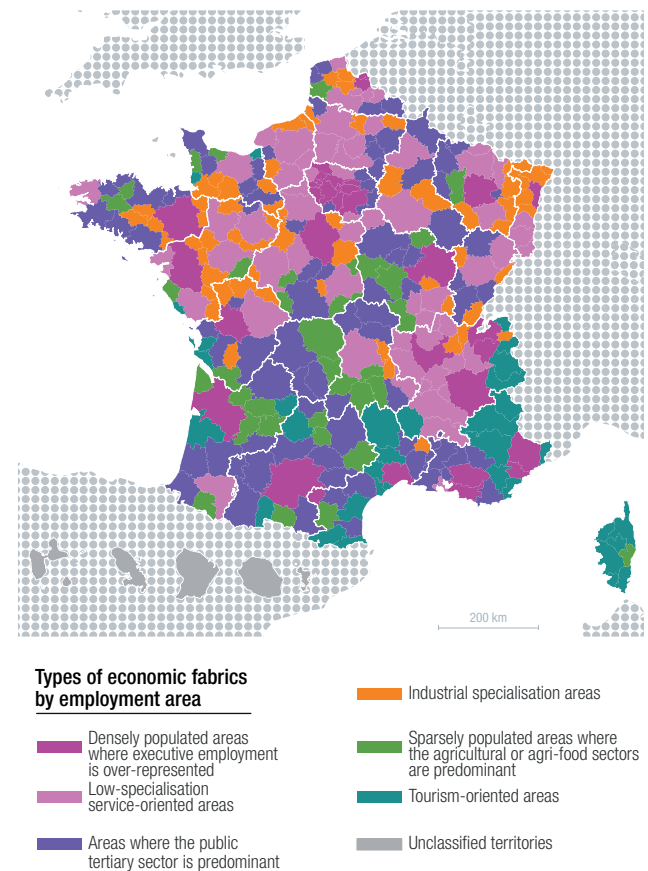 200 km
Types of economic fabrics
by employment area
Densely populated areas
where executive employment
is over-represented
Low-specialisation
service-oriented areas
Areas where the public
tertiary sector is predominant
Industrial specialisation areas
Sparsely populated areas where
the agricultural or agri-food sectors
are predominant
Tourism-oriented areas
Unclassified territories